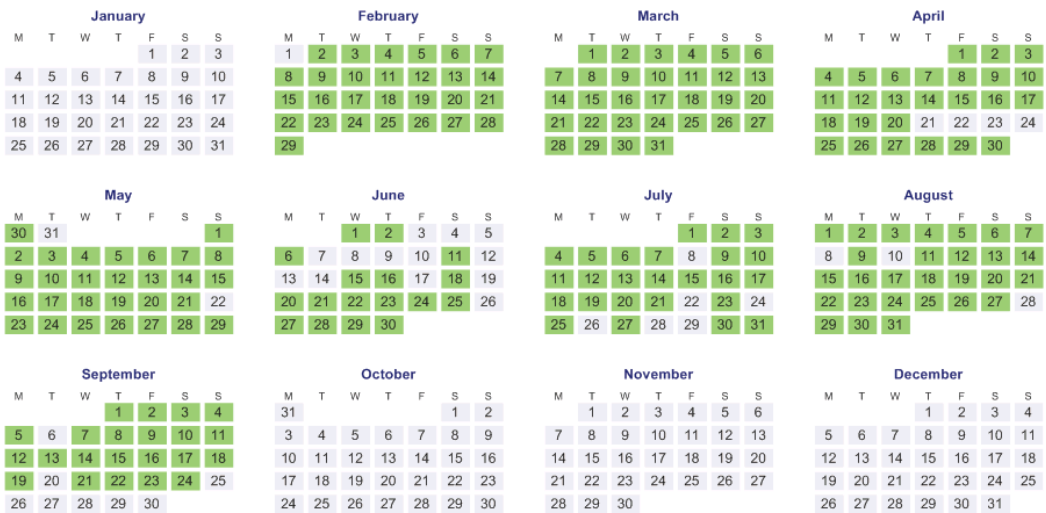 January February March April
M T W T F S S M T W T F S S M T W T F S S M T W T F S S
1 2 3 1 2 3 4 5 6 7 1 2 3 4 5 6 1 2 3
4 5 6 7 8 9 10 8 9 10 11 12 13 14 7 8 9 10 11 12 13 4 5 6 7 8 9 10
11 12 13 14 15 16 17 15 16 17 18 19 20 21 14 15 16 17 18 19 20 11 12 13 14 15 16 17
18 19 20 21 22 23 24 22 23 24 25 26 27 28 21 22 23 24 25 26 27 18 19 20 21 22 23 24
25 26 27 28 29 30 31 29 28 29 30 31 25 26 27 28 29 30
May June July August
M T W T F S S M T W T F S S M T W T F S S M T W T F S S
30 31 1 1 2 3 4 5 1 2 3 1 2 3 4 5 6 7
2 3 4 5 6 7 8 6 7 8 9 10 11 12 4 5 6 7 8 9 10 8 9 10 11 12 13 14
9 10 11 12 13 14 15 13 14 15 16 17 18 19 11 12 13 14 15 16 17 15 16 17 18 19 20 21
16 17 18 19 20 21 22 20 21 22 23 24 25 26 18 19 20 21 22 23 24 22 23 24 25 26 27 28
23 24 25 26 27 28 29 27 28 29 30 25 26 27 28 29 30 31 29 30 31
September October November December
M T W T F S S M T W T F S S M T W T F S S M T W T F S S
1 2 3 4 31 1 2 1 2 3 4 5 6 1 2 3 4
5 6 7 8 9 10 11 3 4 5 6 7 8 9 7 8 9 10 11 12 13 5 6 7 8 9 10 11
12 13 14 15 16 17 18 10 11 12 13 14 15 16 14 15 16 17 18 19 20 12 13 14 15 16 17 18
19 20 21 22 23 24 25 17 18 19 20 21 22 23 21 22 23 24 25 26 27 19 20 21 22 23 24 25
26 27 28 29 30 24 25 26 27 28 29 30 28 29 30 26 27 28 29 30 31